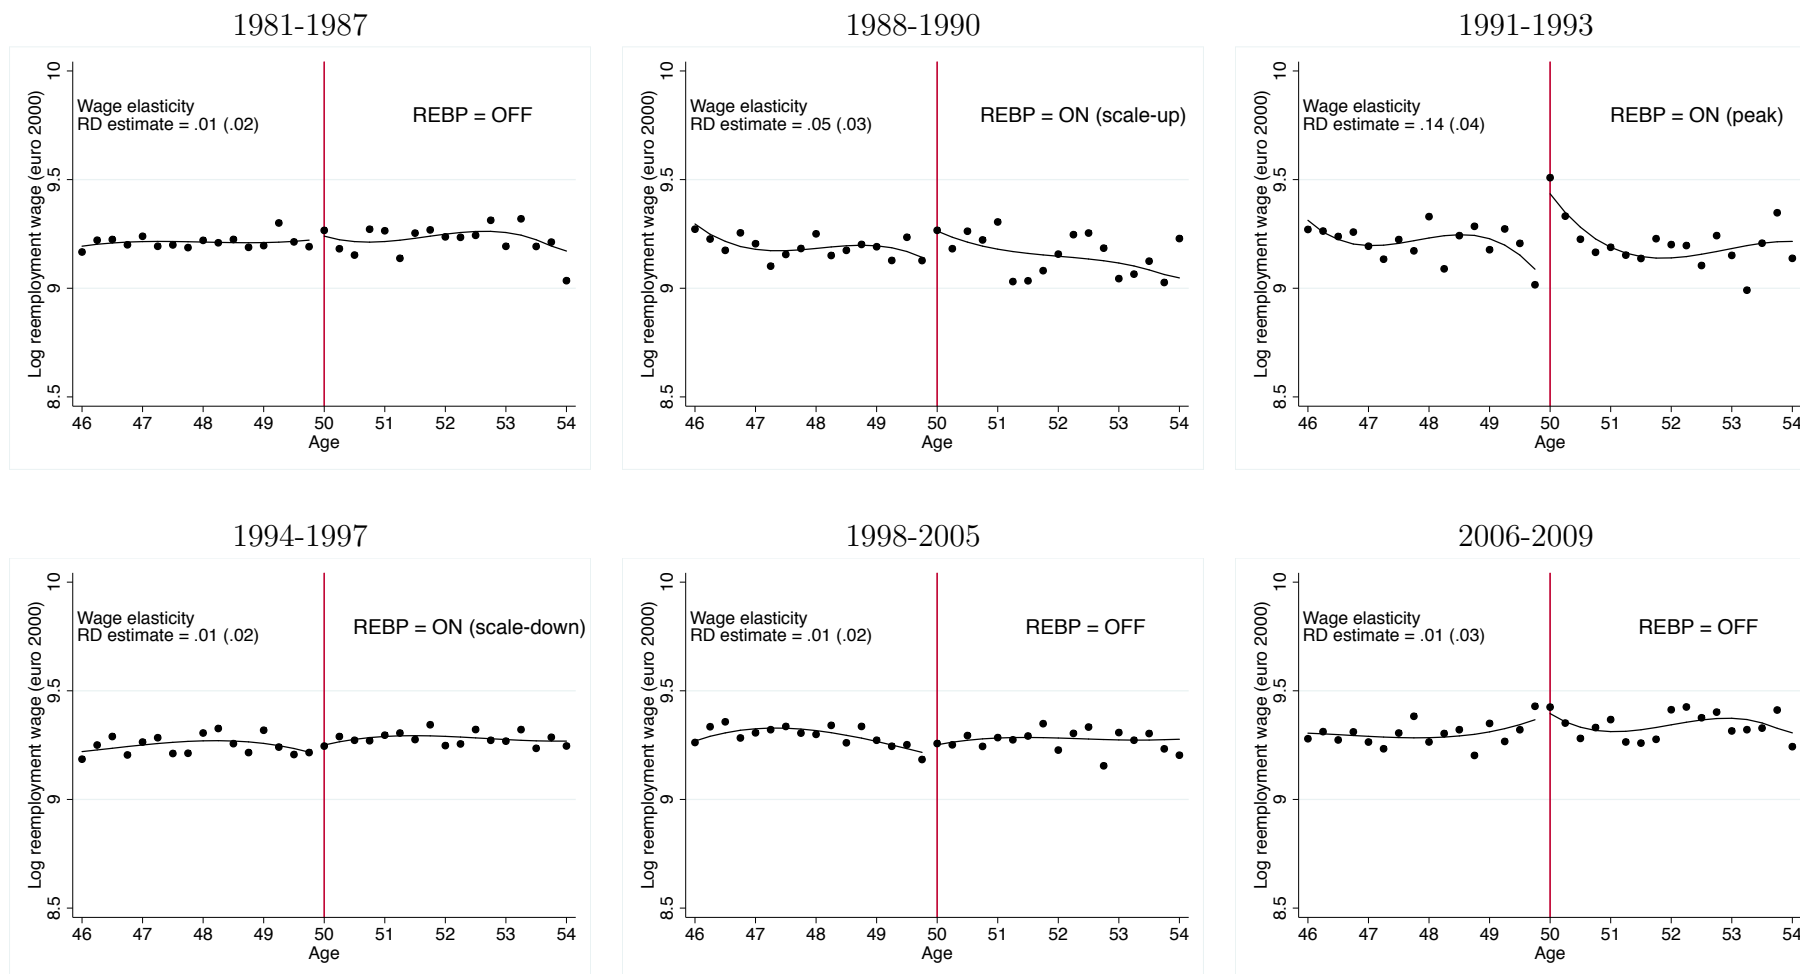 1981-1987
Log reemployment wage (euro 2000)
10
9.5
9
8.5
Wage elasticity
RD estimate = .01 (.02)
REBP = OFF
46 47 48 49 50 51 52 53 54
Age
1988-1990
Log reemployment wage (euro 2000)
10
9.5
9
8.5
Wage elasticity
RD estimate = .05 (.03)
REBP = ON (scale-up)
46 47 48 49 50 51 52 53 54
Age
1991-1993
Log reemployment wage (euro 2000)
10
9.5
9
8.5
Wage elasticity
RD estimate = .14 (.04)
REBP = ON (peak)
46 47 48 49 50 51 52 53 54
Age
1994-1997
Log reemployment wage (euro 2000)
10
9.5
9
8.5
Wage elasticity
RD estimate = .01 (.02)
REBP = ON (scale-down)
46 47 48 49 50 51 52 53 54
Age
1998-2005
Log reemployment wage (euro 2000)
10
9.5
9
8.5
Wage elasticity
RD estimate = .01 (.02)
REBP = OFF
46 47 48 49 50 51 52 53 54
Age
2006-2009
Log reemployment wage (euro 2000)
10
9.5
9
8.5
Wage elasticity
RD estimate = .01 (.03)
REBP = OFF
46 47 48 49 50 51 52 53 54
Age